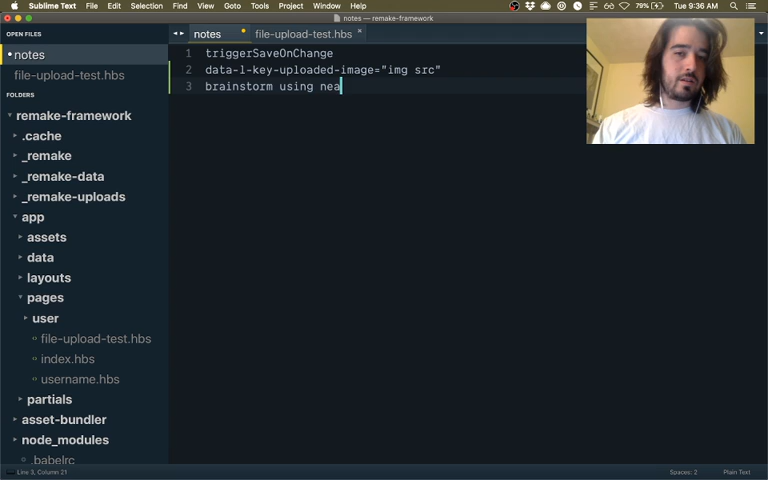 Sublime Text File Edit Selection Find View Goto Tools Project Window Help 79% Tue 9:36 AM
notes — remake-framework
OPEN FILES
notes
file-upload-test.hbs
FOLDERS
remake-framework
.cache
_remake
_remake-data
_remake-uploads
app
assets
data
layouts
pages
user
file-upload-test.hbs
index.hbs
username.hbs
partials
asset-bundler
node_modules
.babelrc
notes file-upload-test.hbs
1 triggerSaveOnChange
2 data-l-key-uploaded-image="img src"
3 brainstorm using nea
Line 3, Column 21 Spaces: 2 Plain Text